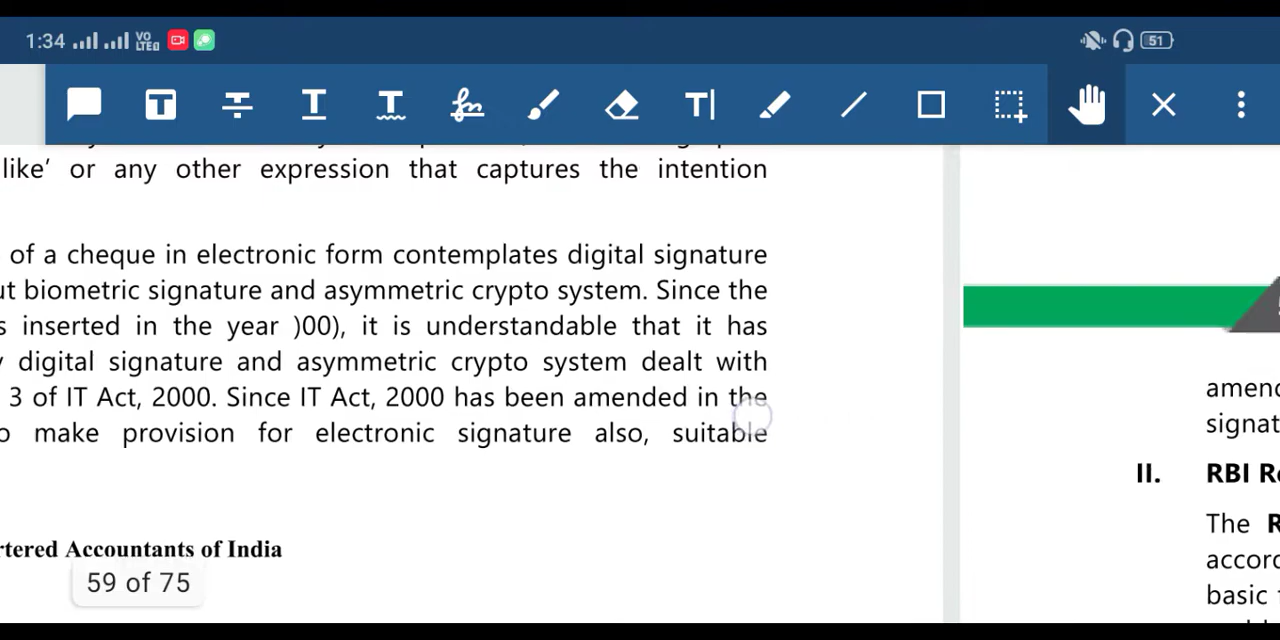 1:34 VO LTE 51
like’ or any other expression that captures the intention
of a cheque in electronic form contemplates digital signature
ut biometric signature and asymmetric crypto system. Since the
s inserted in the year )00), it is understandable that it has
y digital signature and asymmetric crypto system dealt with
3 of IT Act, 2000. Since IT Act, 2000 has been amended in the
o make provision for electronic signature also, suitable
rtered Accountants of India
59 of 75
amend
signat
II. RBI Re
The R
accord
basic